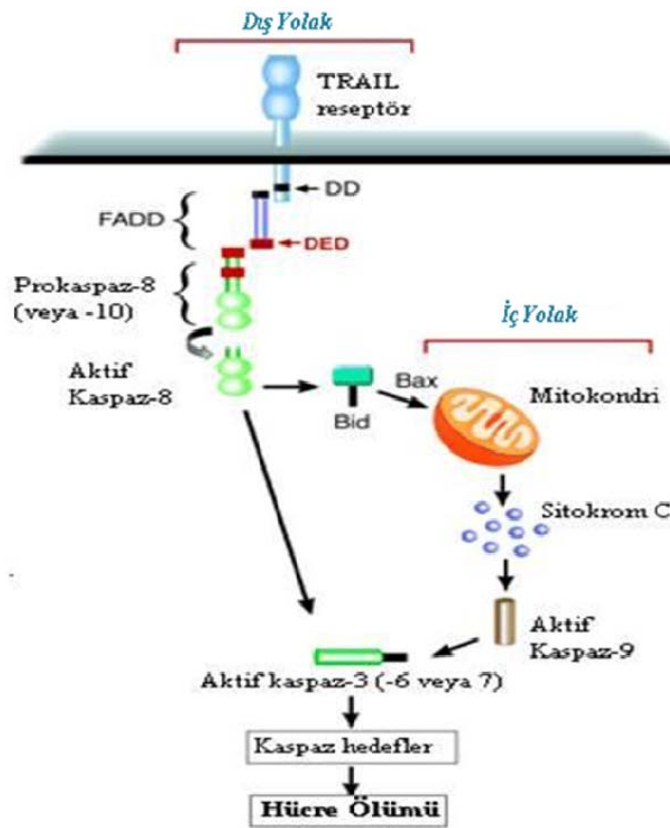 Dış Yolak
TRAIL
reseptör
DD
FADD
DED
Prokaspaz-8
(veya -10)
İç Yolak
Aktif
Kaspaz-8
Bax
Bid
Mitokondri
Sitokrom C
Aktif
Kaspaz-9
Aktif kaspaz-3 (-6 veya 7)
Kaspaz hedefler
Hücre Ölümü